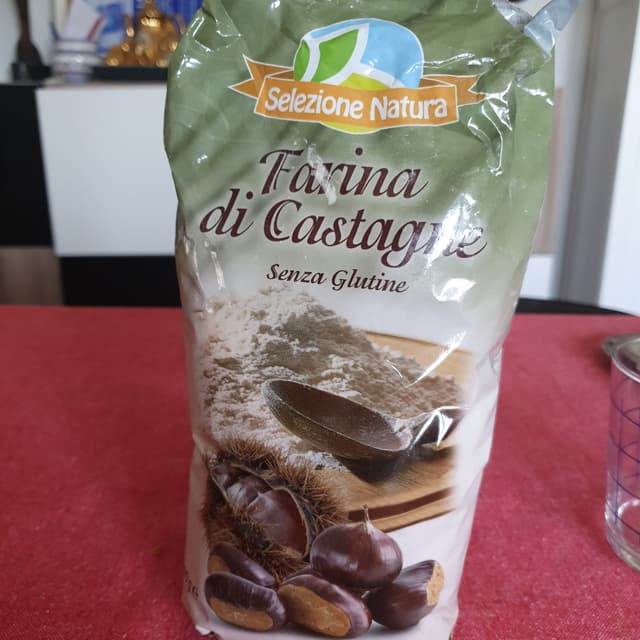 Selezione Natura
Farina
di Castagne
Senza Glutine